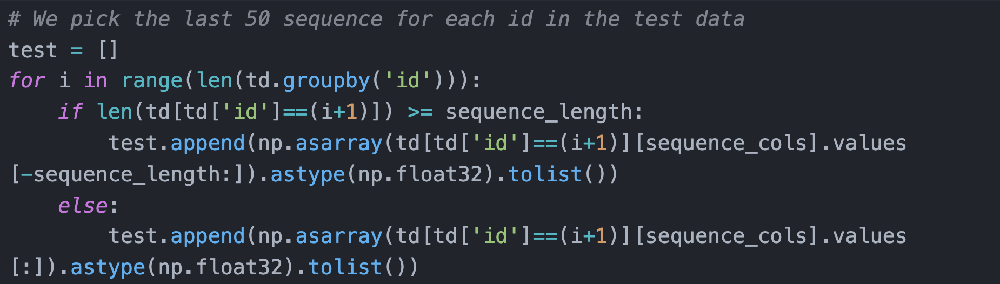 # We pick the last 50 sequence for each id in the test data
test = []
for i in range(len(td.groupby('id'))):
    if len(td[td['id']==(i+1)]) >= sequence_length:
        test.append(np.asarray(td[td['id']==(i+1)][sequence_cols].values
[-sequence_length:]).astype(np.float32).tolist())
    else:
        test.append(np.asarray(td[td['id']==(i+1)][sequence_cols].values
[:]).astype(np.float32).tolist())